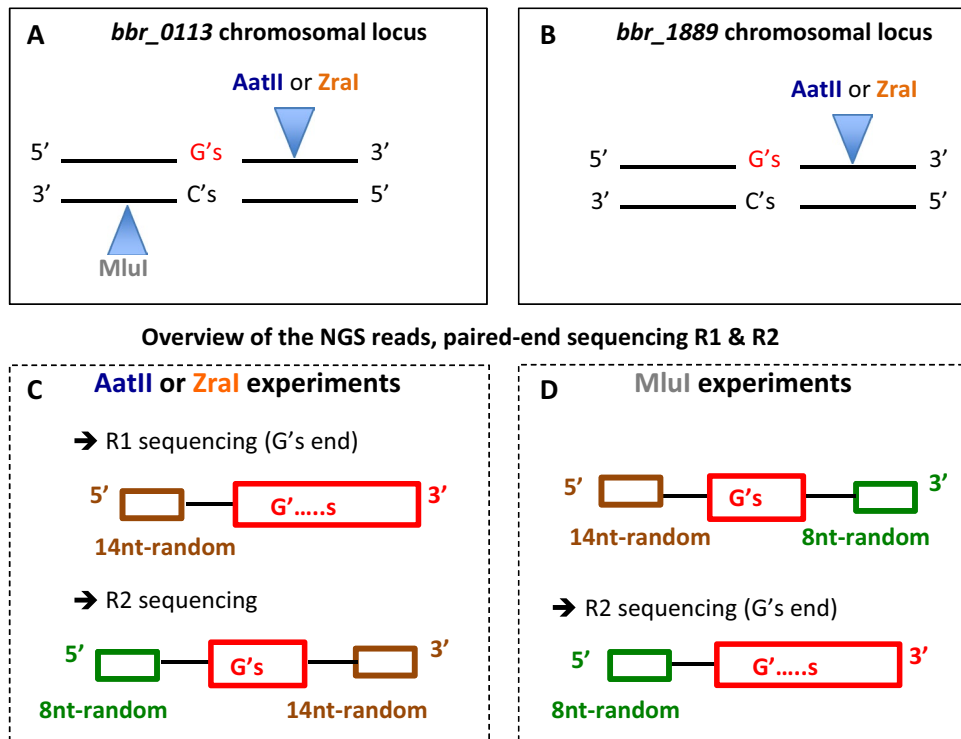 A bbr_0113 chromosomal locus
AatII or ZraI
5’ G's 3’
3’ C's 5’
MluI
B bbr_1889 chromosomal locus
AatII or ZraI
5’ G's 3’
3’ C's 5’
Overview of the NGS reads, paired-end sequencing R1 & R2
C AatII or ZraI experiments
➔ R1 sequencing (G’s end)
5’ G’…..s 3’
14nt-random
➔ R2 sequencing
5’ G's 3’
8nt-random 14nt-random
D MluI experiments
5’ G's 3’
14nt-random 8nt-random
➔ R2 sequencing (G’s end)
5’ G’…..s 3’
8nt-random